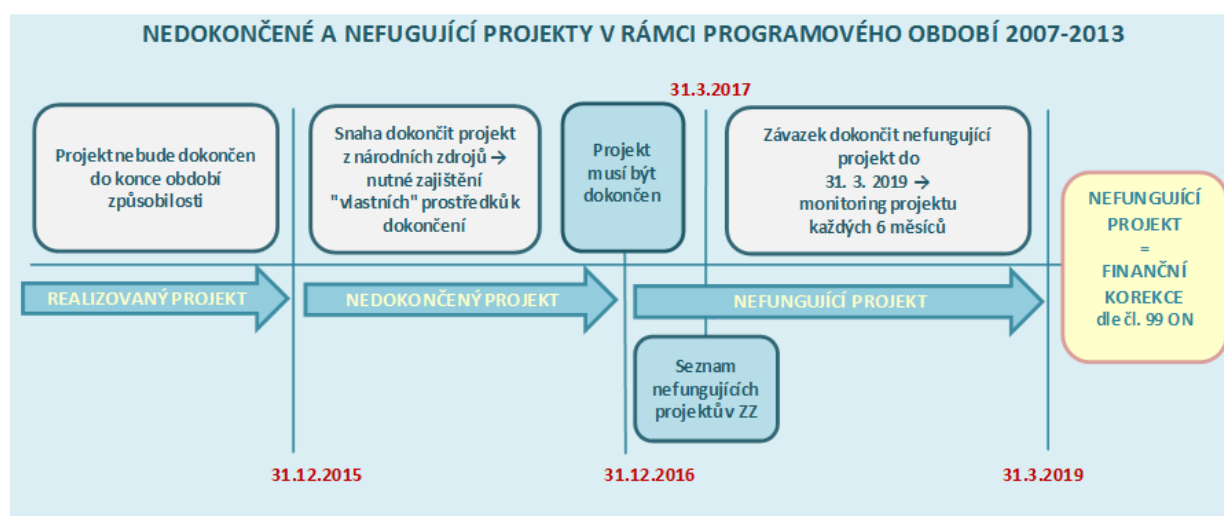 NEDOKONČENÉ A NEFUGUJÍCÍ PROJEKTY V RÁMCI PROGRAMOVÉHO OBDOBÍ 2007-2013
31.3.2017
Projekt nebude dokončen
do konce období
způsobilosti
Snaha dokončit projekt
z národních zdrojů →
nutné zajištění
"vlastních" prostředků k
dokončení
Projekt
musí být
dokončen
Závazek dokončit nefungující
projekt do
31. 3. 2019 →
monitoring projektu
každých 6 měsíců
NEFUNGUJÍCÍ
PROJEKT
=
FINANČNÍ
KOREKCE
dle čl. 99 ON
REALIZOVANÝ PROJEKT
NEDOKONČENÝ PROJEKT
NEFUNGUJÍCÍ PROJEKT
Seznam
nefungujících
projektů v ZZ
31.12.2015
31.12.2016
31.3.2019